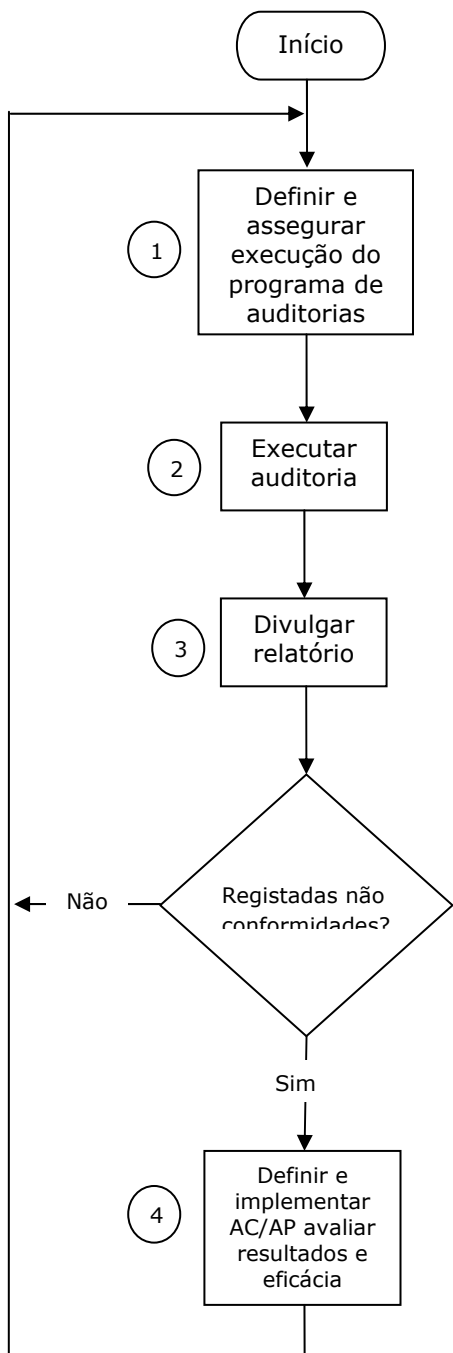 Início
1
Definir e
assegurar
execução do
programa de
auditorias
2
Executar
auditoria
3
Divulgar
relatório
Registadas não
conformidades?
Não
Sim
4
Definir e
implementar
AC/AP avaliar
resultados e
eficácia